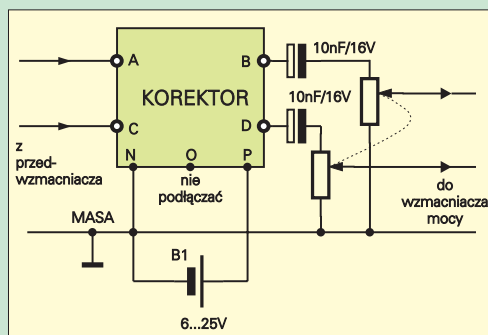 10nF/16V
A
B
KOREKTOR
10nF/16V
C
D
z
przed-
wzmacniacza
N
O
P
nie
podłączać
do
wzmacniacza
mocy
MASA
B1
6...25V